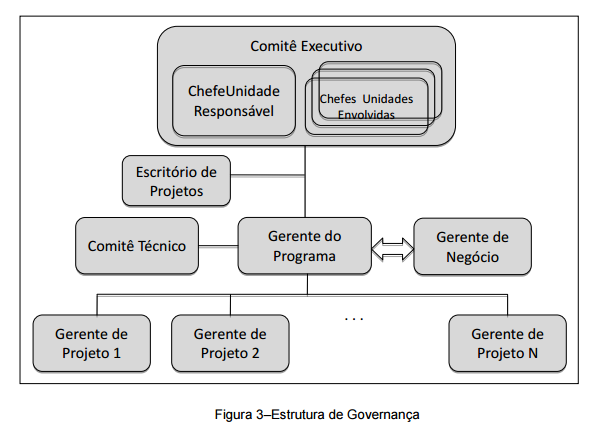 Comitê Executivo
ChefeUnidade
Responsável
Chefes Unidades
Envolvidas
Escritório de
Projetos
Comitê Técnico
Gerente do
Programa
Gerente de
Negócio
. . .
Gerente de
Projeto 1
Gerente de
Projeto 2
Gerente de
Projeto N
Figura 3–Estrutura de Governança